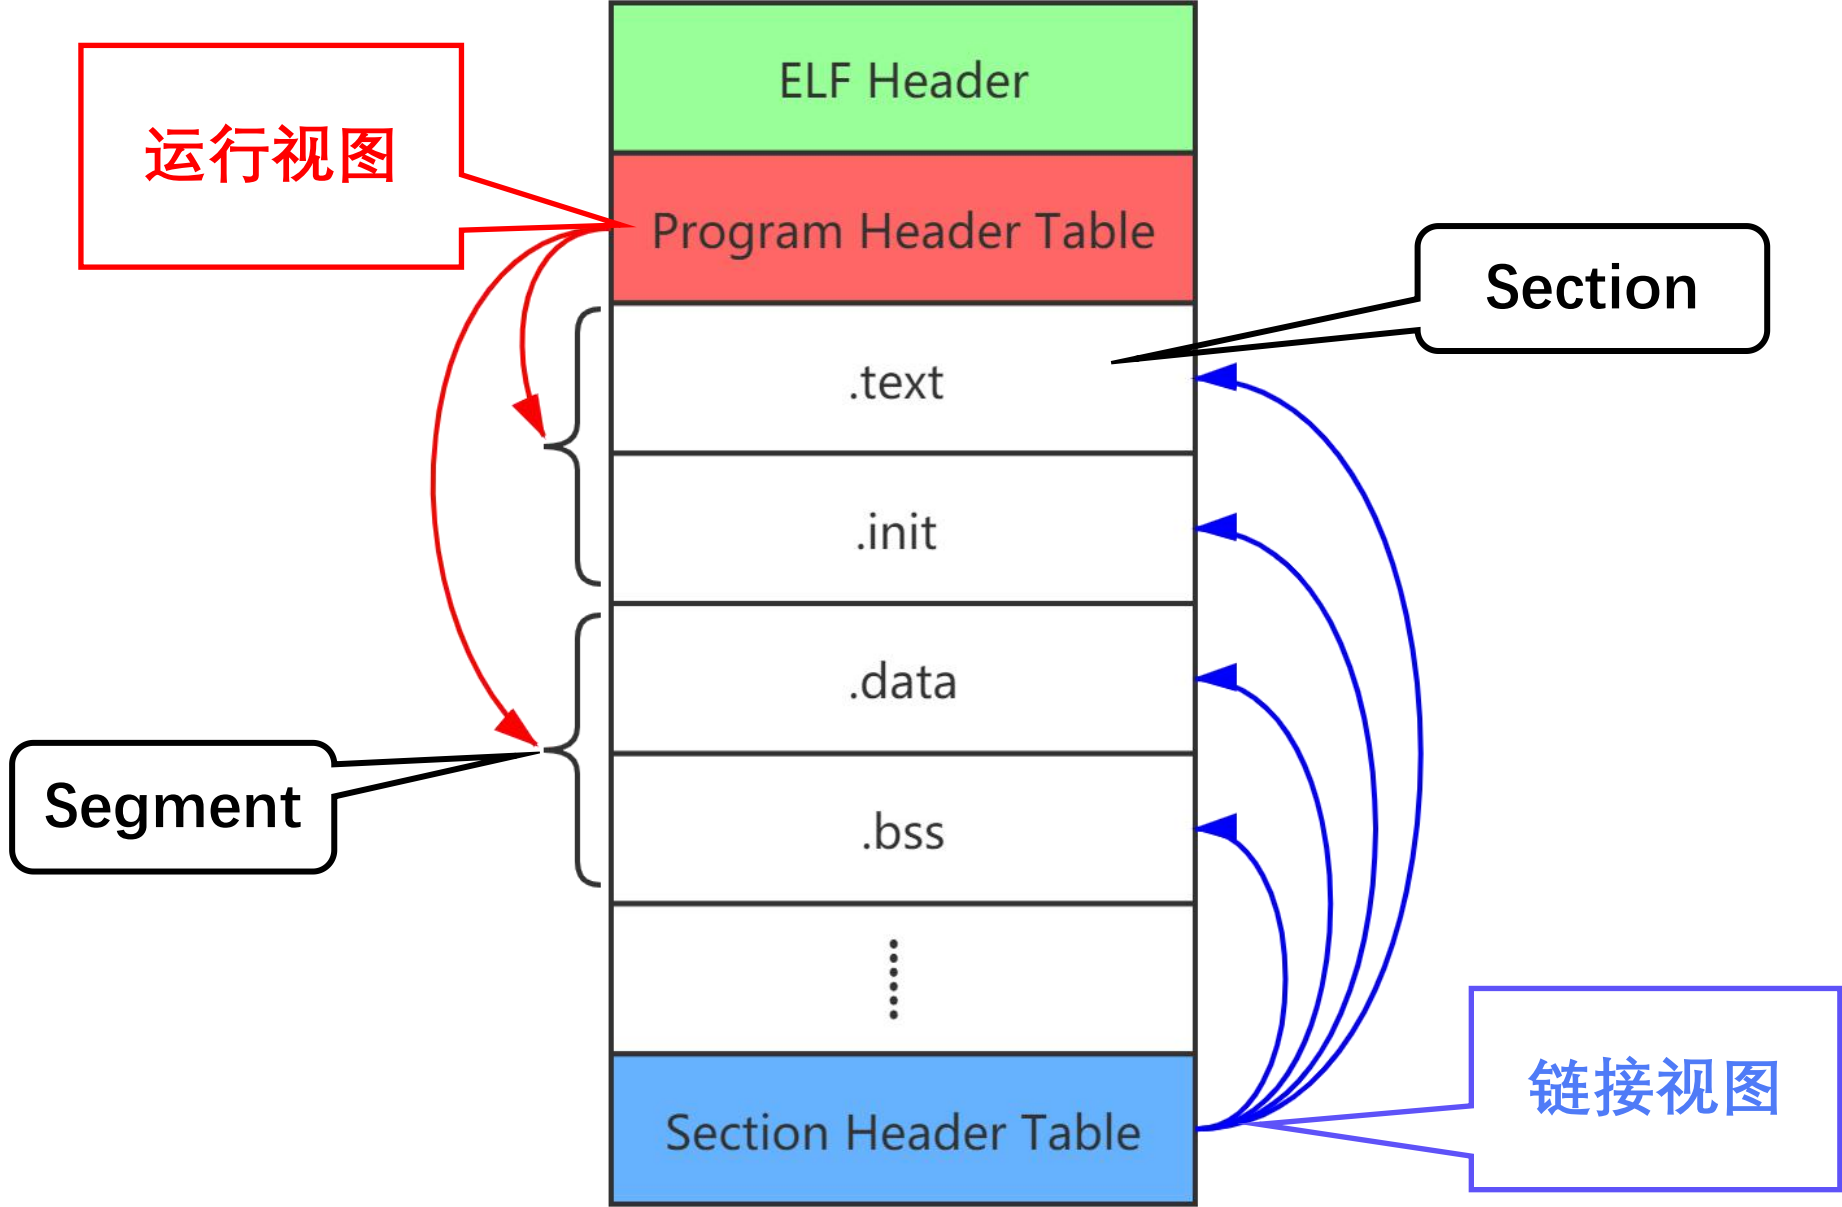 ELF Header
运行视图
Program Header Table
Section
.text
.init
.data
Segment
.bss
链接视图
Section Header Table